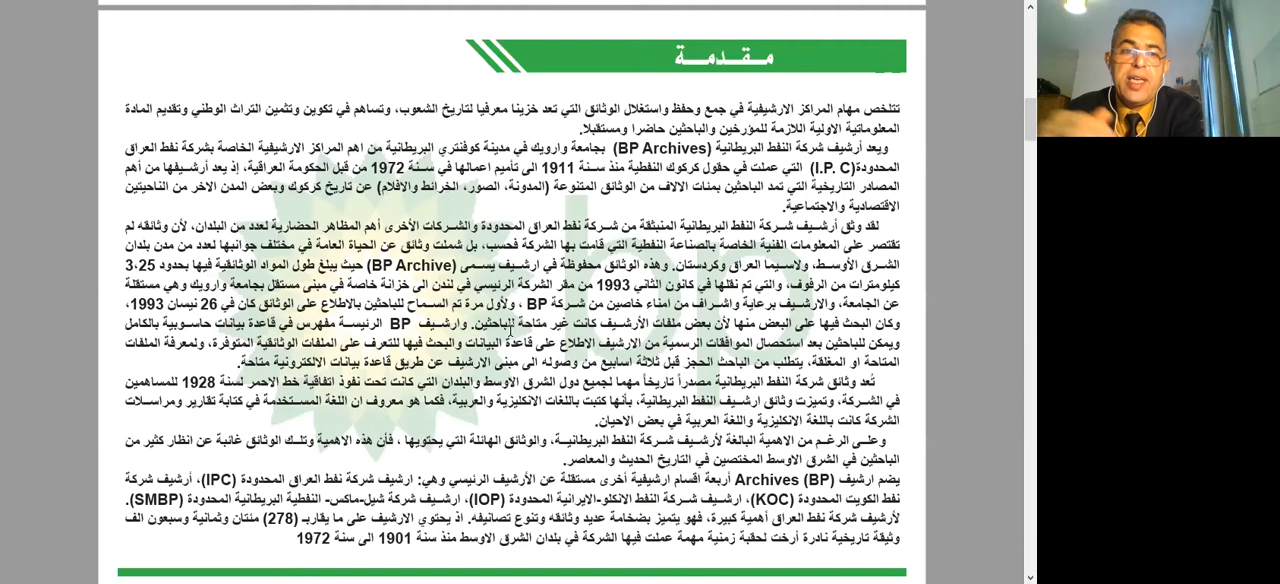 مـقـدمـة
تتلخص مهام المراكز الارشيفية في جمع وحفظ واستغلال الوثائق التي تعد خزينا معرفيا لتاريخ الشعوب، وتساهم في تكوين وتثمين التراث الوطني وتقديم المادة
المعلوماتية الاولية اللازمة للمؤرخين والباحثين حاضرا ومستقبلا.
ويعد أرشيف شركة النفط البريطانية (BP Archives) بجامعة وارويك في مدينة كوفنتري البريطانية من اهم المراكز الارشيفية الخاصة بشركة نفط العراق
المحدودة(I.P. C) التي عملت في حقول كركوك النفطية منذ سنة 1911 الى تأميم اعمالها في سنة 1972 من قبل الحكومة العراقية، إذ يعد أرشيفها من أهم
المصادر التاريخية التي تمد الباحثين بمئات الالاف من الوثائق المتنوعة (المدونة، الصور، الخرائط والافلام) عن تاريخ كركوك وبعض المدن الاخر من الناحيتين
الاقتصادية والاجتماعية.
لقد وثق أرشيف شركة النفط البريطانية المنبثقة من شركة نفط العراق المحدودة والشركات الأخرى أهم المظاهر الحضارية لعدد من البلدان، لأن وثائقه لم
تقتصر على المعلومات الفنية الخاصة بالصناعة النفطية التي قامت بها الشركة فحسب، بل شملت وثائق عن الحياة العامة في مختلف جوانبها لعدد من مدن بلدان
الشرق الأوسط، ولاسيما العراق وكردستان. وهذه الوثائق محفوظة في ارشيف يسمى (BP Archive) حيث يبلغ طول المواد الوثائقية فيها بحدود 3،25
كيلومترات من الرفوف، والتي تم نقلها في كانون الثاني 1993 من مقر الشركة الرئيسي في لندن الى خزانة خاصة في مبنى مستقل بجامعة وارويك وهي مستقلة
عن الجامعة، والارشيف برعاية واشراف من امناء خاصين من شركة BP ، ولأول مرة تم السماح للباحثين بالاطلاع على الوثائق كان في 26 نيسان 1993،
وكان البحث فيها على البعض منها لأن بعض ملفات الأرشيف كانت غير متاحة للباحثين. وارشيف BP الرئيسة مفهرس في قاعدة بيانات حاسوبية بالكامل
ويمكن للباحثين بعد استحصال الموافقات الرسمية من الارشيف الاطلاع على قاعدة البيانات والبحث فيها للتعرف على الملفات الوثائقية المتوفرة، ولمعرفة الملفات
المتاحة او المغلقة، يتطلب من الباحث الحجز قبل ثلاثة اسابيع من وصوله الى مبنى الارشيف عن طريق قاعدة بيانات الالكترونية متاحة.
تُعد وثائق شركة النفط البريطانية مصدراً تاريخاً مهما لجميع دول الشرق الاوسط والبلدان التي كانت تحت نفوذ اتفاقية خط الاحمر لسنة 1928 للمساهمين
في الشركة، وتميزت وثائق ارشيف النفط البريطانية، بأنها كتبت باللغات الانكليزية والعربية، فكما هو معروف ان اللغة المستخدمة في كتابة تقارير ومراسلات
الشركة كانت باللغة الانكليزية واللغة العربية في بعض الاحيان.
وعلى الرغم من الاهمية البالغة لأرشيف شركة النفط البريطانية، والوثائق الهائلة التي يحتويها ، فأن هذه الاهمية وتلك الوثائق غائبة عن انظار كثير من
الباحثين في الشرق الاوسط المختصين في التاريخ الحديث والمعاصر.
يضم ارشيف Archives (BP) أربعة اقسام ارشيفية أخرى مستقلة عن الأرشيف الرئيسي وهي: ارشيف شركة نفط العراق المحدودة (IPC)، أرشيف شركة
نفط الكويت المحدودة (KOC)، ارشيف شركة النفط الانكلو-الايرانية المحدودة (IOP)، ارشيف شركة شيل-ماكس- النفطية البريطانية المحدودة (SMBP).
لأرشيف شركة نفط العراق أهمية كبيرة، فهو يتميز بضخامة عديد وثائقه وتنوع تصانيفه. اذ يحتوي الارشيف على ما يقارب (278) مئتان وثمانية وسبعون الف
وثيقة تاريخية نادرة أرخت لحقبة زمنية مهمة عملت فيها الشركة في بلدان الشرق الاوسط منذ سنة 1901 الى سنة 1972
bp